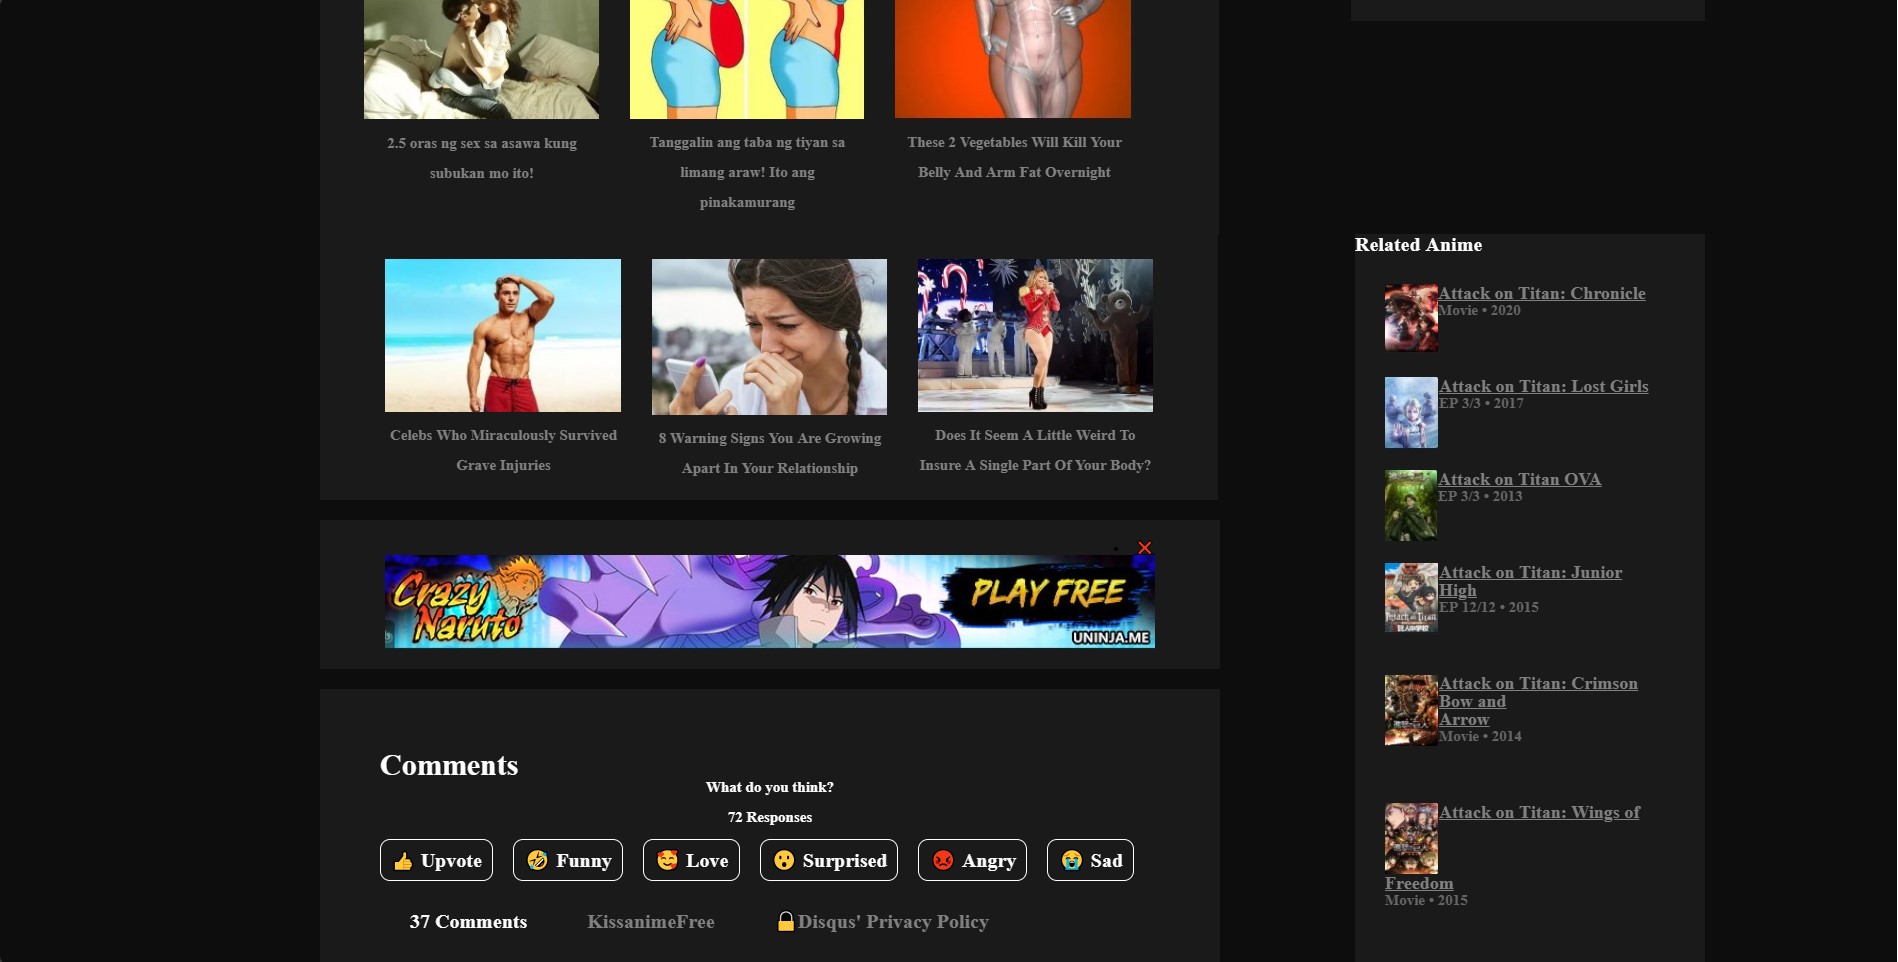 2.5 oras ng sex sa asawa kung
subukan mo ito!
Tanggalin ang taba ng tiyan sa
limang araw! Ito ang
pinakamurang
These 2 Vegetables Will Kill Your
Belly And Arm Fat Overnight
Celebs Who Miraculously Survived
Grave Injuries
8 Warning Signs You Are Growing
Apart In Your Relationship
Does It Seem A Little Weird To
Insure A Single Part Of Your Body?
Crazy
Naruto
PLAY FREE
UNINJA.ME
Comments
What do you think?
72 Responses
Upvote
Funny
Love
Surprised
Angry
Sad
37 Comments
KissanimeFree
Disqus' Privacy Policy
Related Anime
Attack on Titan: Chronicle
Movie • 2020
Attack on Titan: Lost Girls
EP 3/3 • 2017
Attack on Titan OVA
EP 3/3 • 2013
Attack on Titan: Junior
High
EP 12/12 • 2015
Attack on Titan: Crimson
Bow and
Arrow
Movie • 2014
Attack on Titan: Wings of
Freedom
Movie • 2015